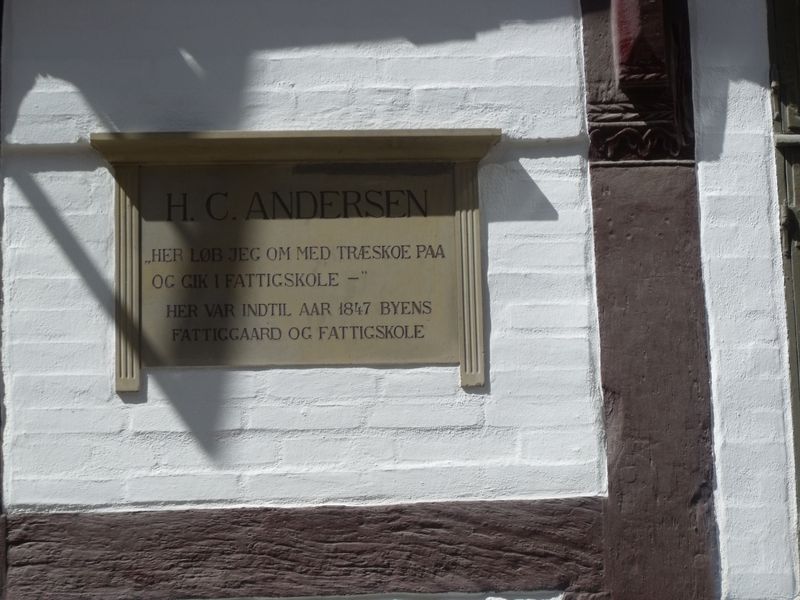 H. C. ANDERSEN
„HER LØB JEG OM MED TRÆSKOE PAA
OG GIK I FATTIGSKOLE —”
HER VAR INDTIL AAR 1847 BYENS
FATTIGGAARD OG FATTIGSKOLE